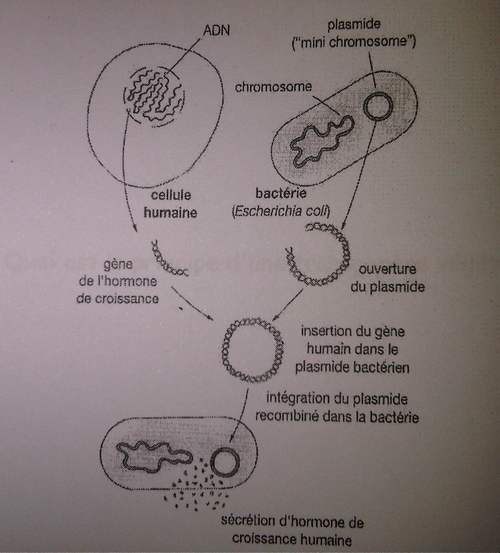 ADN
plasmide
("mini chromosome")
chromosome
cellule
humaine
bactérie
(Escherichia coli)
gène
de l'hormone
de croissance
ouverture
du plasmide
insertion du gène
humain dans le
plasmide bactérien
intégration du plasmide
recombiné dans la bactérie
sécrétion d'hormone de
croissance humaine